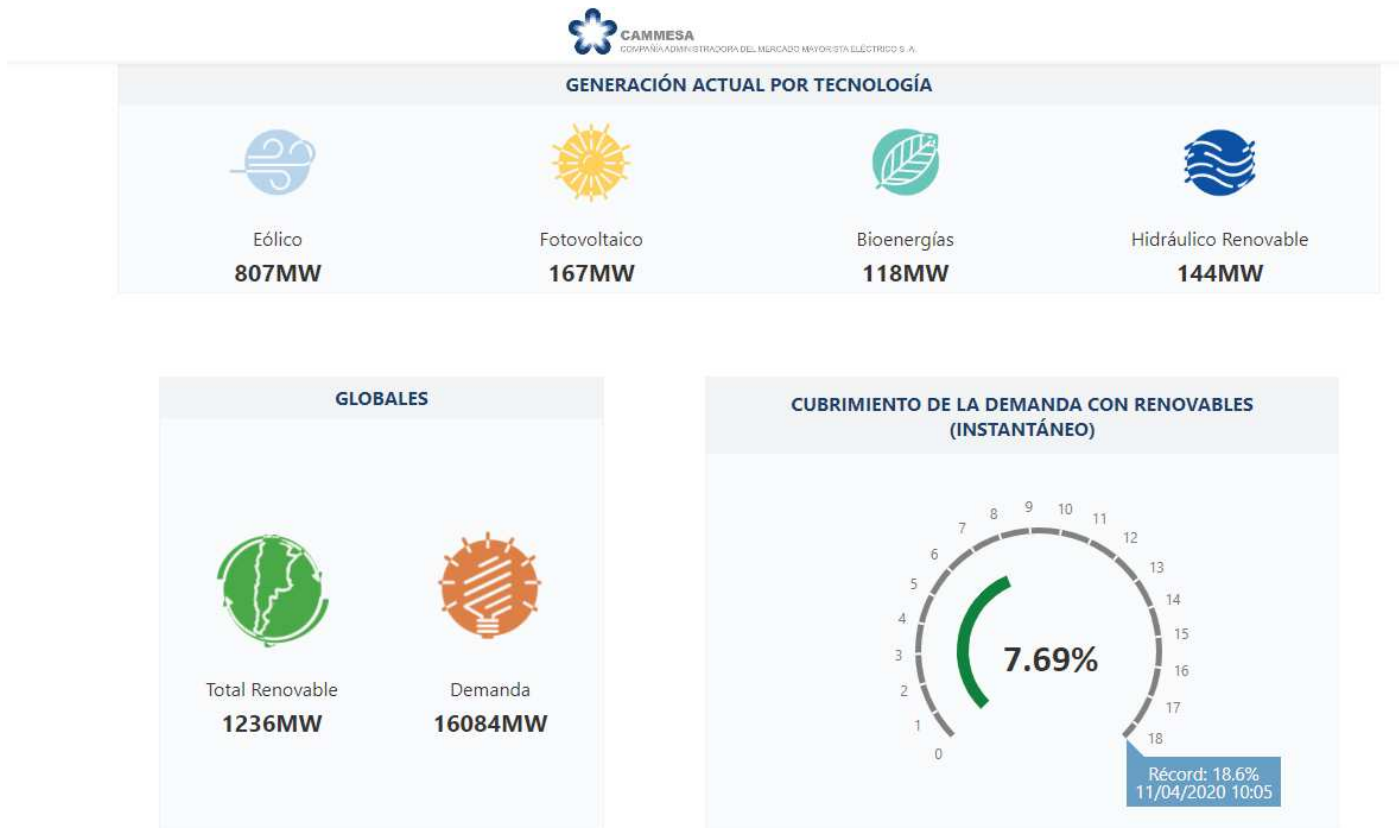 CAMMESA
COMPAÑÍA ADMINISTRADORA DEL MERCADO MAYORISTA ELÉCTRICO S. A.
GENERACIÓN ACTUAL POR TECNOLOGÍA
Eólico
807MW
Fotovoltaico
167MW
Bioenergías
118MW
Hidráulico Renovable
144MW
GLOBALES
Total Renovable
1236MW
Demanda
16084MW
CUBRIMIENTO DE LA DEMANDA CON RENOVABLES
(INSTANTÁNEO)
0
1
2
3
4
5
6
7
8
9
10
11
12
13
14
15
16
17
18
7.69%
Récord: 18.6%
11/04/2020 10:05